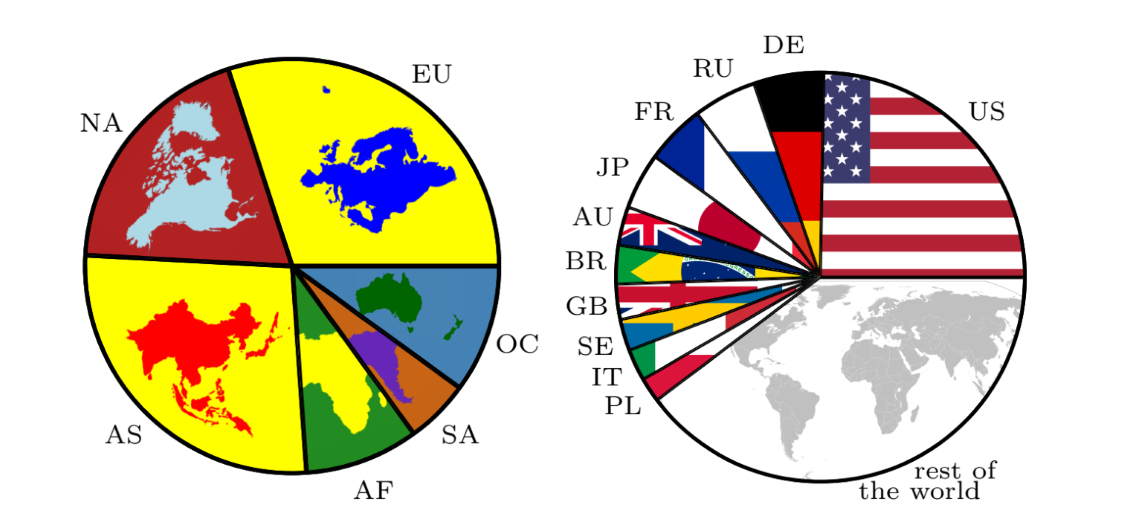 EU
NA
AS
AF
SA
OC
DE
RU
FR
JP
AU
BR
GB
SE
IT
PL
US
rest of
the world